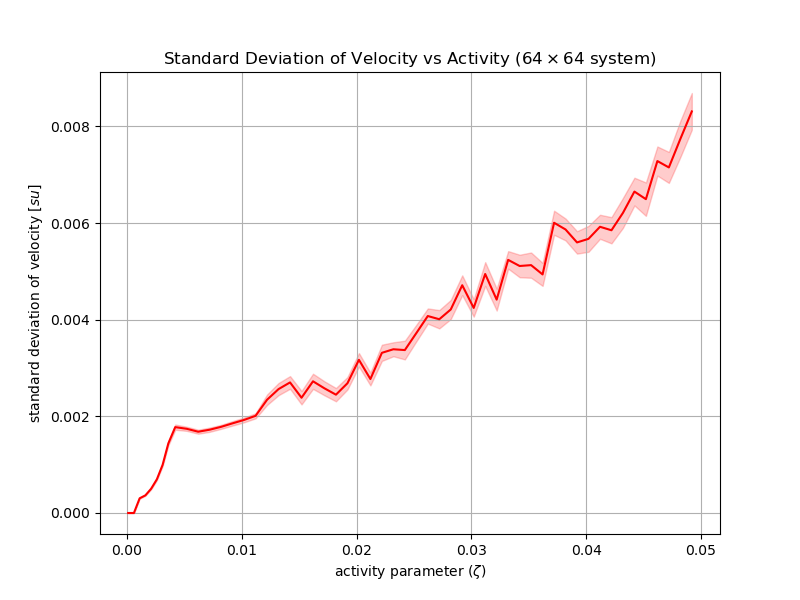 Standard Deviation of Velocity vs Activity (64 × 64 system)
standard deviation of velocity [su]
0.008
0.006
0.004
0.002
0.000
0.00 0.01 0.02 0.03 0.04 0.05
activity parameter (ζ)